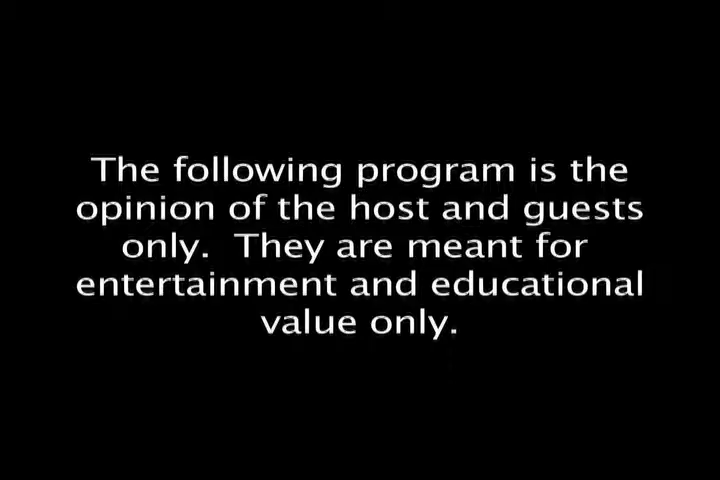 The following program is the
opinion of the host and guests
only.  They are meant for
entertainment and educational
value only.